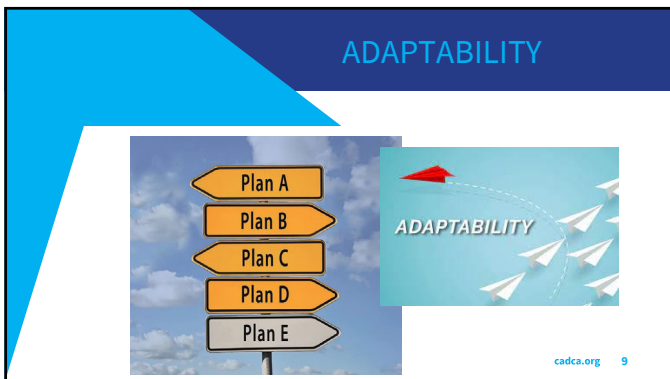 ADAPTABILITY
Plan A
Plan B
Plan C
Plan D
Plan E
ADAPTABILITY
cadca.org 9